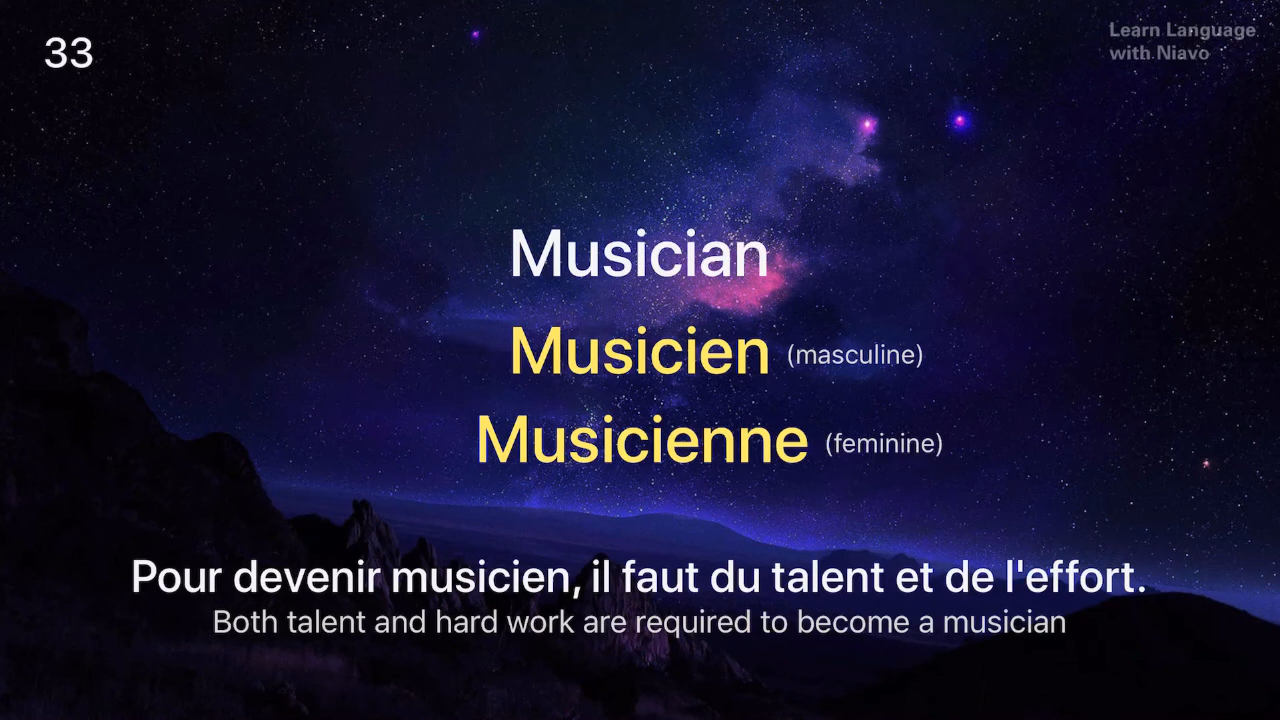 33
Learn Language
with Niavo
Musician
Musicien (masculine)
Musicienne (feminine)
Pour devenir musicien, il faut du talent et de l'effort.
Both talent and hard work are required to become a musician